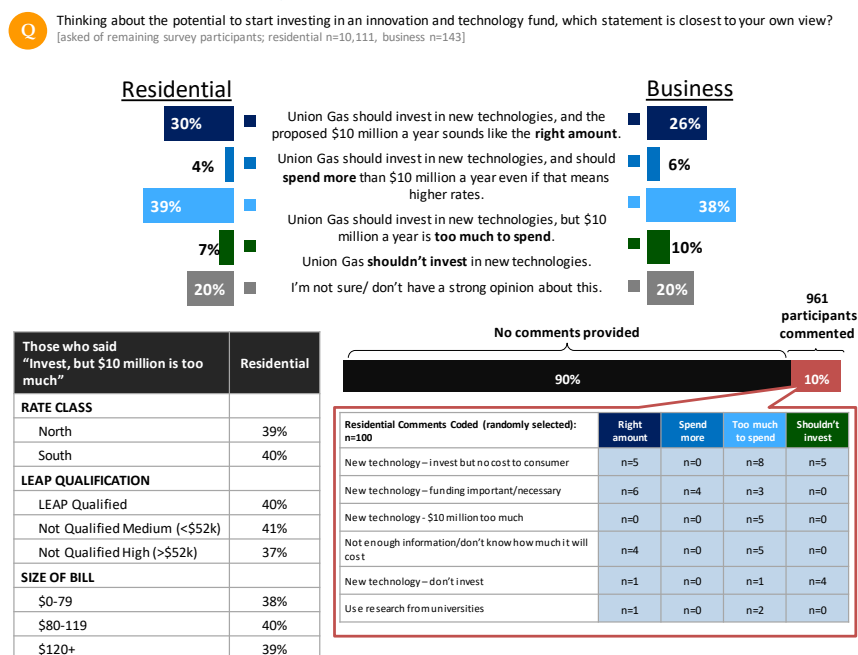 Q
Thinking about the potential to start investing in an innovation and technology fund, which statement is closest to your own view?
[asked of remaining survey participants; residential n=10,111, business n=143]
Residential
Business
30%
Union Gas should invest in new technologies, and the
proposed $10 million a year sounds like the right amount.
26%
4%
Union Gas should invest in new technologies, and should
spend more than $10 million a year even if that means
higher rates.
6%
39%
38%
Union Gas should invest in new technologies, but $10
million a year is too much to spend.
7%
10%
Union Gas shouldn't invest in new technologies.
20%
I'm not sure/ don't have a strong opinion about this.
20%
961
participants
commented
No comments provided
90%
10%
Those who said
"Invest, but $10 million is too
much"
Residential
RATE CLASS
North 39%
South 40%
LEAP QUALIFICATION
LEAP Qualified 40%
Not Qualified Medium (<$52k) 41%
Not Qualified High (>$52k) 37%
SIZE OF BILL
$0-79 38%
$80-119 40%
$120+ 39%
Residential Comments Coded (randomly selected):
n=100
Right
amount
Spend
more
Too much
to spend
Shouldn't
invest
New technology – invest but no cost to consumer n=5 n=0 n=8 n=5
New technology – funding important/necessary n=6 n=4 n=3 n=0
New technology - $10 million too much n=0 n=0 n=5 n=0
Not enough information/don't know how much it will
cost
n=4 n=0 n=5 n=0
New technology – don't invest n=1 n=0 n=1 n=4
Use research from universities n=1 n=0 n=2 n=0